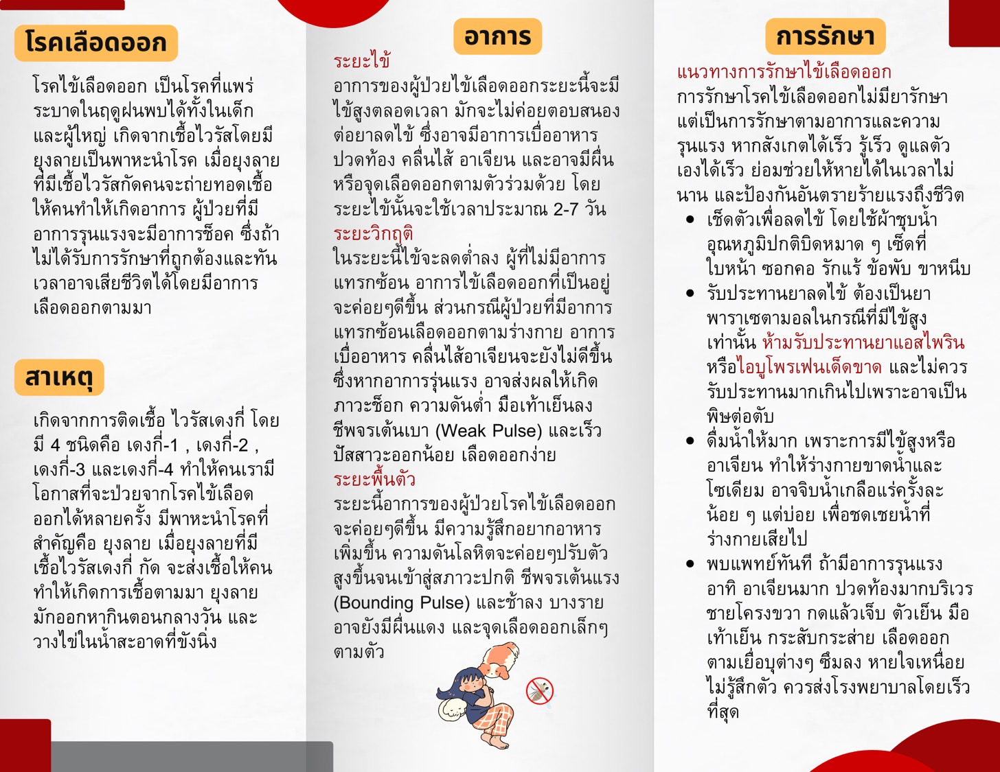 โรคเลือดออก
โรคไข้เลือดออก เป็นโรคที่แพร่
ระบาดในฤดูฝนพบได้ทั้งในเด็ก
และผู้ใหญ่ เกิดจากเชื้อไวรัสโดยมี
ยุงลายเป็นพาหะนำโรค เมื่อยุงลาย
ที่มีเชื้อไวรัสกัดคนจะถ่ายทอดเชื้อ
ให้คนทำให้เกิดอาการ ผู้ป่วยที่มี
อาการรุนแรงจะมีอาการช็อค ซึ่งถ้า
ไม่ได้รับการรักษาที่ถูกต้องและทัน
เวลาอาจเสียชีวิตได้โดยมีอาการ
เลือดออกตามมา
สาเหตุ
เกิดจากการติดเชื้อ ไวรัสเดงกี่ โดย
มี 4 ชนิดคือ เดงกี่-1 , เดงกี่-2 ,
เดงกี่-3 และเดงกี่-4 ทำให้คนเรามี
โอกาสที่จะป่วยจากโรคไข้เลือด
ออกได้หลายครั้ง มีพาหะนำโรคที่
สำคัญคือ ยุงลาย เมื่อยุงลายที่มี
เชื้อไวรัสเดงกี่ กัด จะส่งเชื้อให้คน
ทำให้เกิดการเชื้อตามมา ยุงลาย
มักออกหากินตอนกลางวัน และ
วางไข่ในน้ำสะอาดที่ขังนิ่ง
อาการ
ระยะไข้
อาการของผู้ป่วยไข้เลือดออกระยะนี้จะมี
ไข้สูงตลอดเวลา มักจะไม่ค่อยตอบสนอง
ต่อยาลดไข้ ซึ่งอาจมีอาการเบื่ออาหาร
ปวดท้อง คลื่นไส้ อาเจียน และอาจมีผื่น
หรือจุดเลือดออกตามตัวร่วมด้วย โดย
ระยะไข้นั้นจะใช้เวลาประมาณ 2-7 วัน
ระยะวิกฤติ
ในระยะนี้ไข้จะลดต่ำลง ผู้ที่ไม่มีอาการ
แทรกซ้อน อาการไข้เลือดออกที่เป็นอยู่
จะค่อยๆดีขึ้น ส่วนกรณีผู้ป่วยที่มีอาการ
แทรกซ้อนเลือดออกตามร่างกาย อาการ
เบื่ออาหาร คลื่นไส้อาเจียนจะยังไม่ดีขึ้น
ซึ่งหากอาการรุ่นแรง อาจส่งผลให้เกิด
ภาวะช็อก ความดันต่ำ มือเท้าเย็นลง
ชีพจรเต้นเบา (Weak Pulse) และเร็ว
ปัสสาวะออกน้อย เลือดออกง่าย
ระยะพื้นตัว
ระยะนี้อาการของผู้ป่วยโรคไข้เลือดออก
จะค่อยๆดีขึ้น มีความรู้สึกอยากอาหาร
เพิ่มขึ้น ความดันโลหิตจะค่อยๆปรับตัว
สูงขึ้นจนเข้าสู่สภาวะปกติ ชีพจรเต้นแรง
(Bounding Pulse) และช้าลง บางราย
อาจยังมีผื่นแดง และจุดเลือดออกเล็กๆ
ตามตัว
การรักษา
แนวทางการรักษาไข้เลือดออก
การรักษาโรคไข้เลือดออกไม่มียารักษา
แต่เป็นการรักษาตามอาการและความ
รุนแรง หากสังเกตได้เร็ว รู้เร็ว ดูแลตัว
เองได้เร็ว ย่อมช่วยให้หายได้ในเวลาไม่
นาน และป้องกันอันตรายร้ายแรงถึงชีวิต
• เช็ดตัวเพื่อลดไข้ โดยใช้ผ้าชุบน้ำ
อุณหภูมิปกติบิดหมาด ๆ เช็ดที่
ใบหน้า ซอกคอ รักแร้ ข้อพับ ขาหนีบ
• รับประทานยาลดไข้ ต้องเป็นยา
พาราเซตามอลในกรณีที่มีไข้สูง
เท่านั้น ห้ามรับประทานยาแอสไพริน
หรือไอบูโพรเฟนเด็ดขาด และไม่ควร
รับประทานมากเกินไปเพราะอาจเป็น
พิษต่อตับ
• ดื่มน้ำให้มาก เพราะการมีไข้สูงหรือ
อาเจียน ทำให้ร่างกายขาดน้ำและ
โซเดียม อาจจิบน้ำเกลือแร่ครั้งละ
น้อย ๆ แต่บ่อย เพื่อชดเชยน้ำที่
ร่างกายเสียไป
• พบแพทย์ทันที ถ้ามีอาการรุนแรง
อาทิ อาเจียนมาก ปวดท้องมากบริเวร
ชายโครงขวา กดแล้วเจ็บ ตัวเย็น มือ
เท้าเย็น กระสับกระส่าย เลือดออก
ตามเยื่อบุต่างๆ ซึมลง หายใจเหนื่อย
ไม่รู้สึกตัว ควรส่งโรงพยาบาลโดยเร็ว
ที่สุด